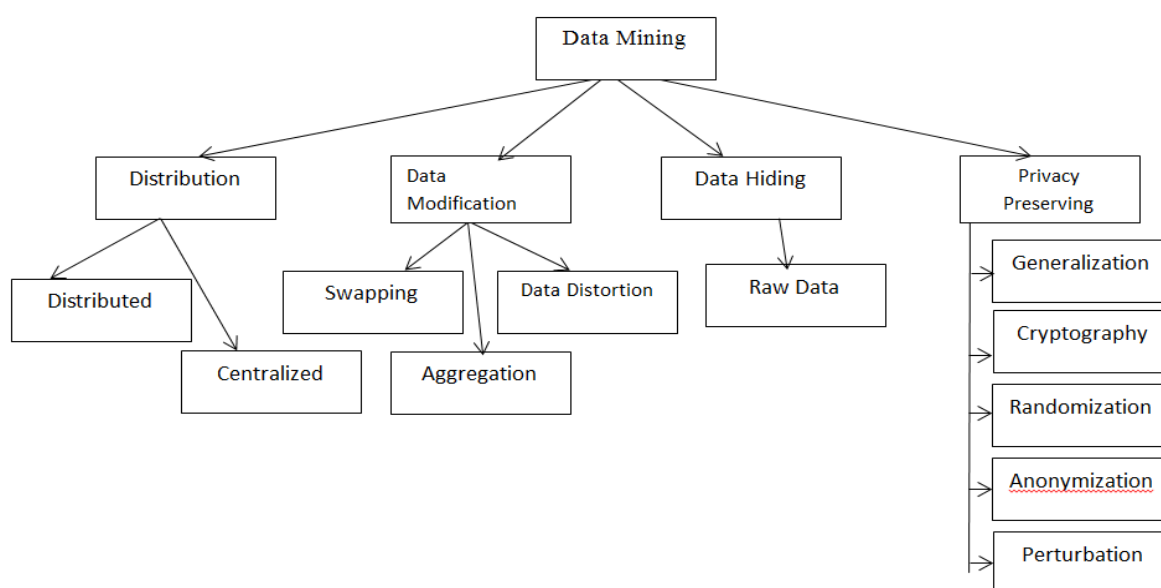 Data Mining
Distribution
Data
Modification
Data Hiding
Privacy
Preserving
Distributed
Centralized
Swapping
Data Distortion
Aggregation
Raw Data
Generalization
Cryptography
Randomization
Anonymization
Perturbation